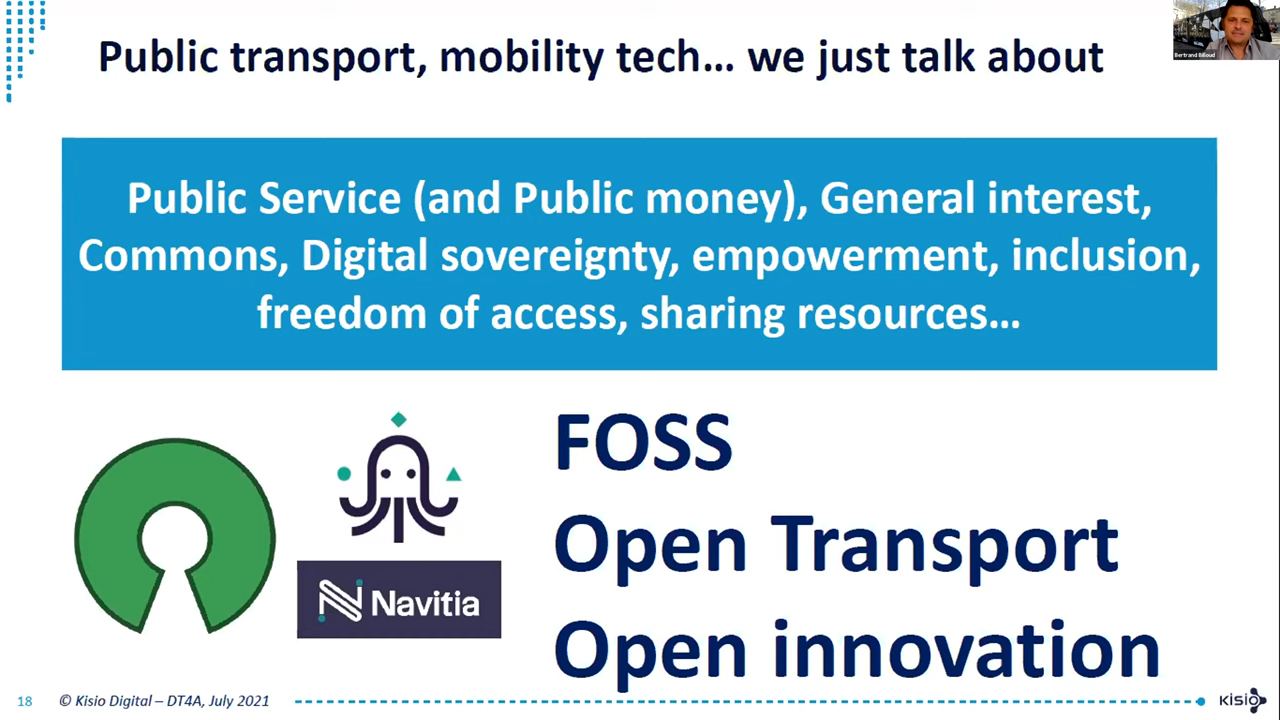 Public transport, mobility tech... we just talk about
Bertrand Billoud
Public Service (and Public money), General interest,
Commons, Digital sovereignty, empowerment, inclusion,
freedom of access, sharing resources...
FOSS
Open Transport
Open innovation
Navitia
18
© Kisio Digital – DT4A, July 2021
kisio